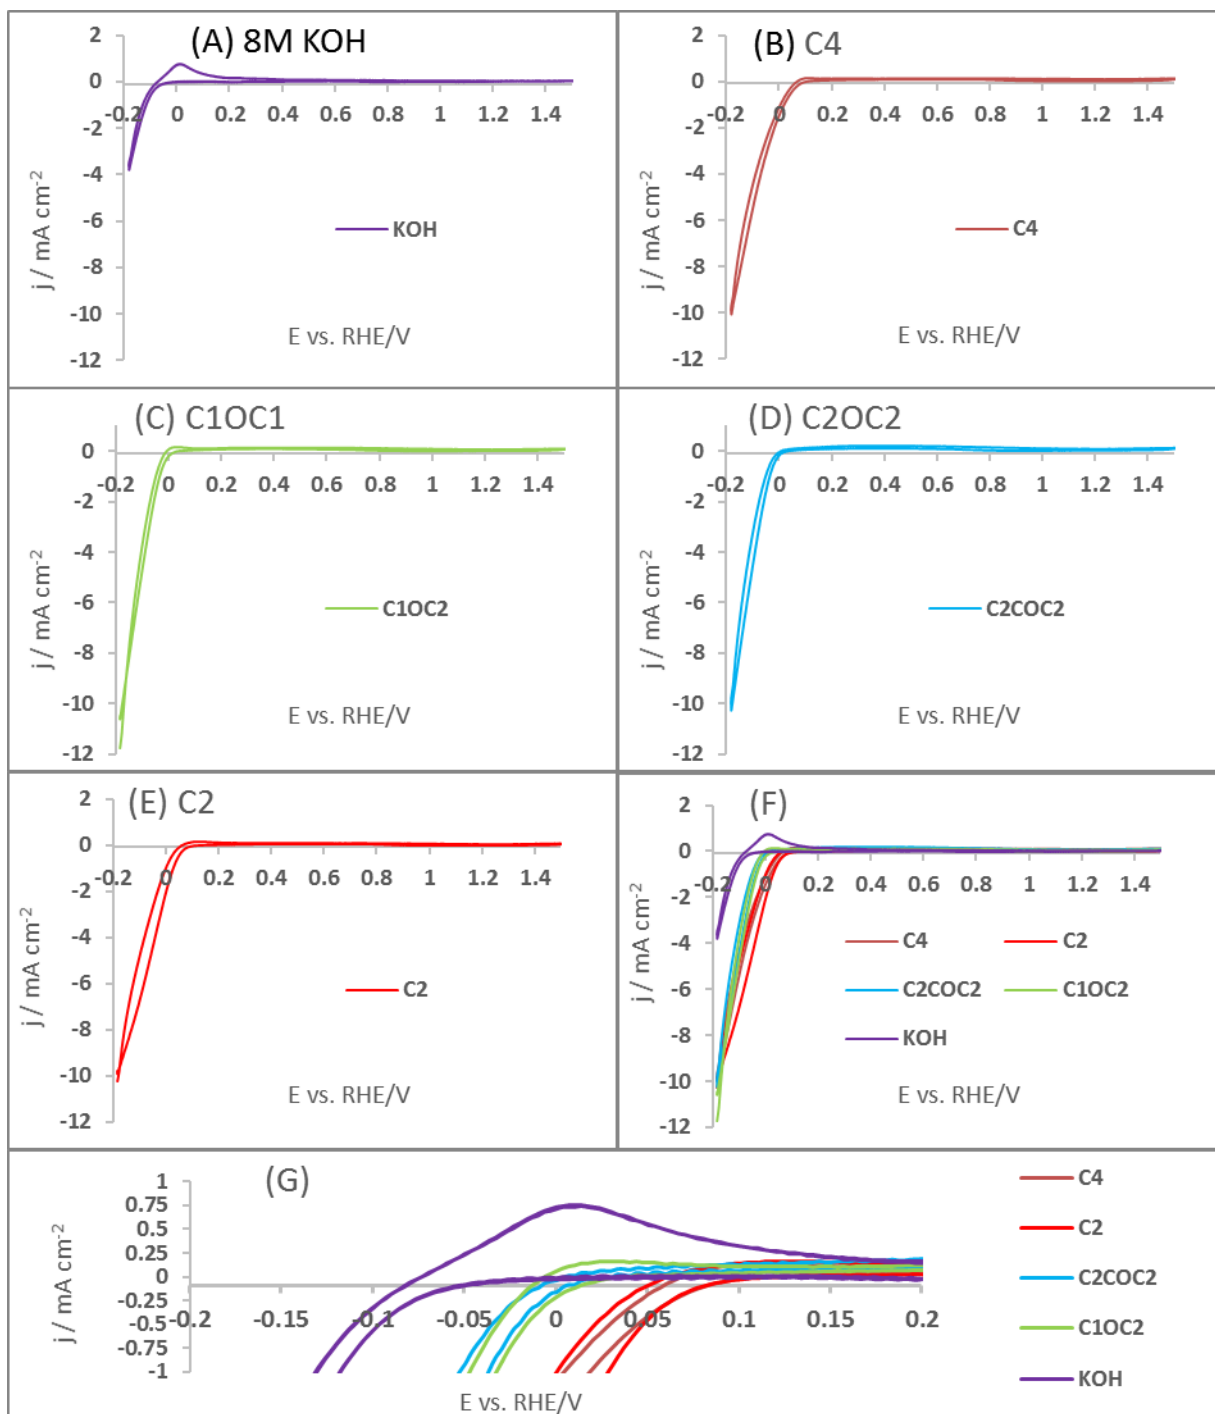 (A) 8M KOH
2
0
-2
-4
-6
-8
-10
-12
-0.2 0 0.2 0.4 0.6 0.8 1 1.2 1.4
j / mA cm-2
KOH
E vs. RHE/V
(B) C4
2
0
-2
-4
-6
-8
-10
-12
-0.2 0 0.2 0.4 0.6 0.8 1 1.2 1.4
j / mA cm-2
C4
E vs. RHE/V
(C) C1OC1
0
-2
-4
-6
-8
-10
-12
-0.2 0 0.2 0.4 0.6 0.8 1 1.2 1.4
j / mA cm-2
C1OC2
E vs. RHE/V
(D) C2OC2
0
-2
-4
-6
-8
-10
-12
-0.2 0 0.2 0.4 0.6 0.8 1 1.2 1.4
j / mA cm-2
C2COC2
E vs. RHE/V
(E) C2
2
0
-2
-4
-6
-8
-10
-12
-0.2 0 0.2 0.4 0.6 0.8 1 1.2 1.4
j / mA cm-2
C2
E vs. RHE/V
(F)
2
0
-2
-4
-6
-8
-10
-12
-0.2 0 0.2 0.4 0.6 0.8 1 1.2 1.4
j / mA cm-2
C4 C2
C2COC2 C1OC2
KOH
E vs. RHE/V
(G)
1
0.75
0.5
0.25
0
-0.25
-0.5
-0.75
-1
-0.2 -0.15 -0.1 -0.05 0 0.05 0.1 0.15 0.2
j / mA cm-2
E vs. RHE/V
C4
C2
C2COC2
C1OC2
KOH